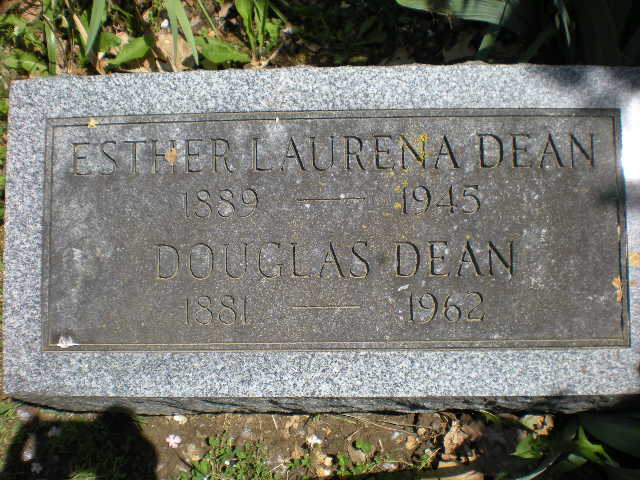 ESTHER LAURENA DEAN
1889 — 1945
DOUGLAS DEAN
1881 — 1962